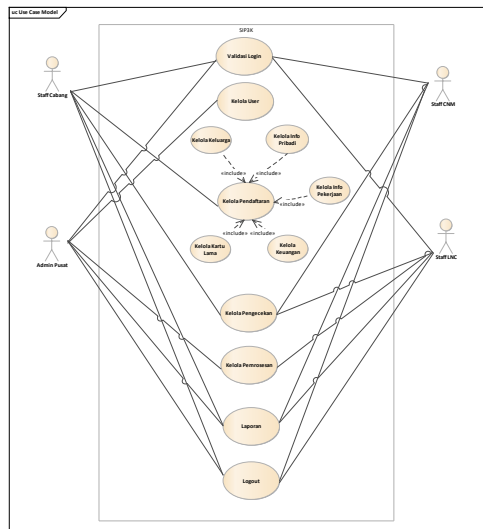 uc Use Case Model
SIP3K
Validasi Login
Staff Cabang
Staff CNM
Kelola User
Kelola Keluarga
Kelola Info
Pribadi
«include»
«include»
Kelola Info
Pekerjaan
Kelola Pendaftaran
«include»
«include»
«include»
Kelola Kartu
Lama
Kelola
Keuangan
Admin Pusat
Staff LNC
Kelola Pengecekan
Kelola Pemrosesan
Laporan
Logout